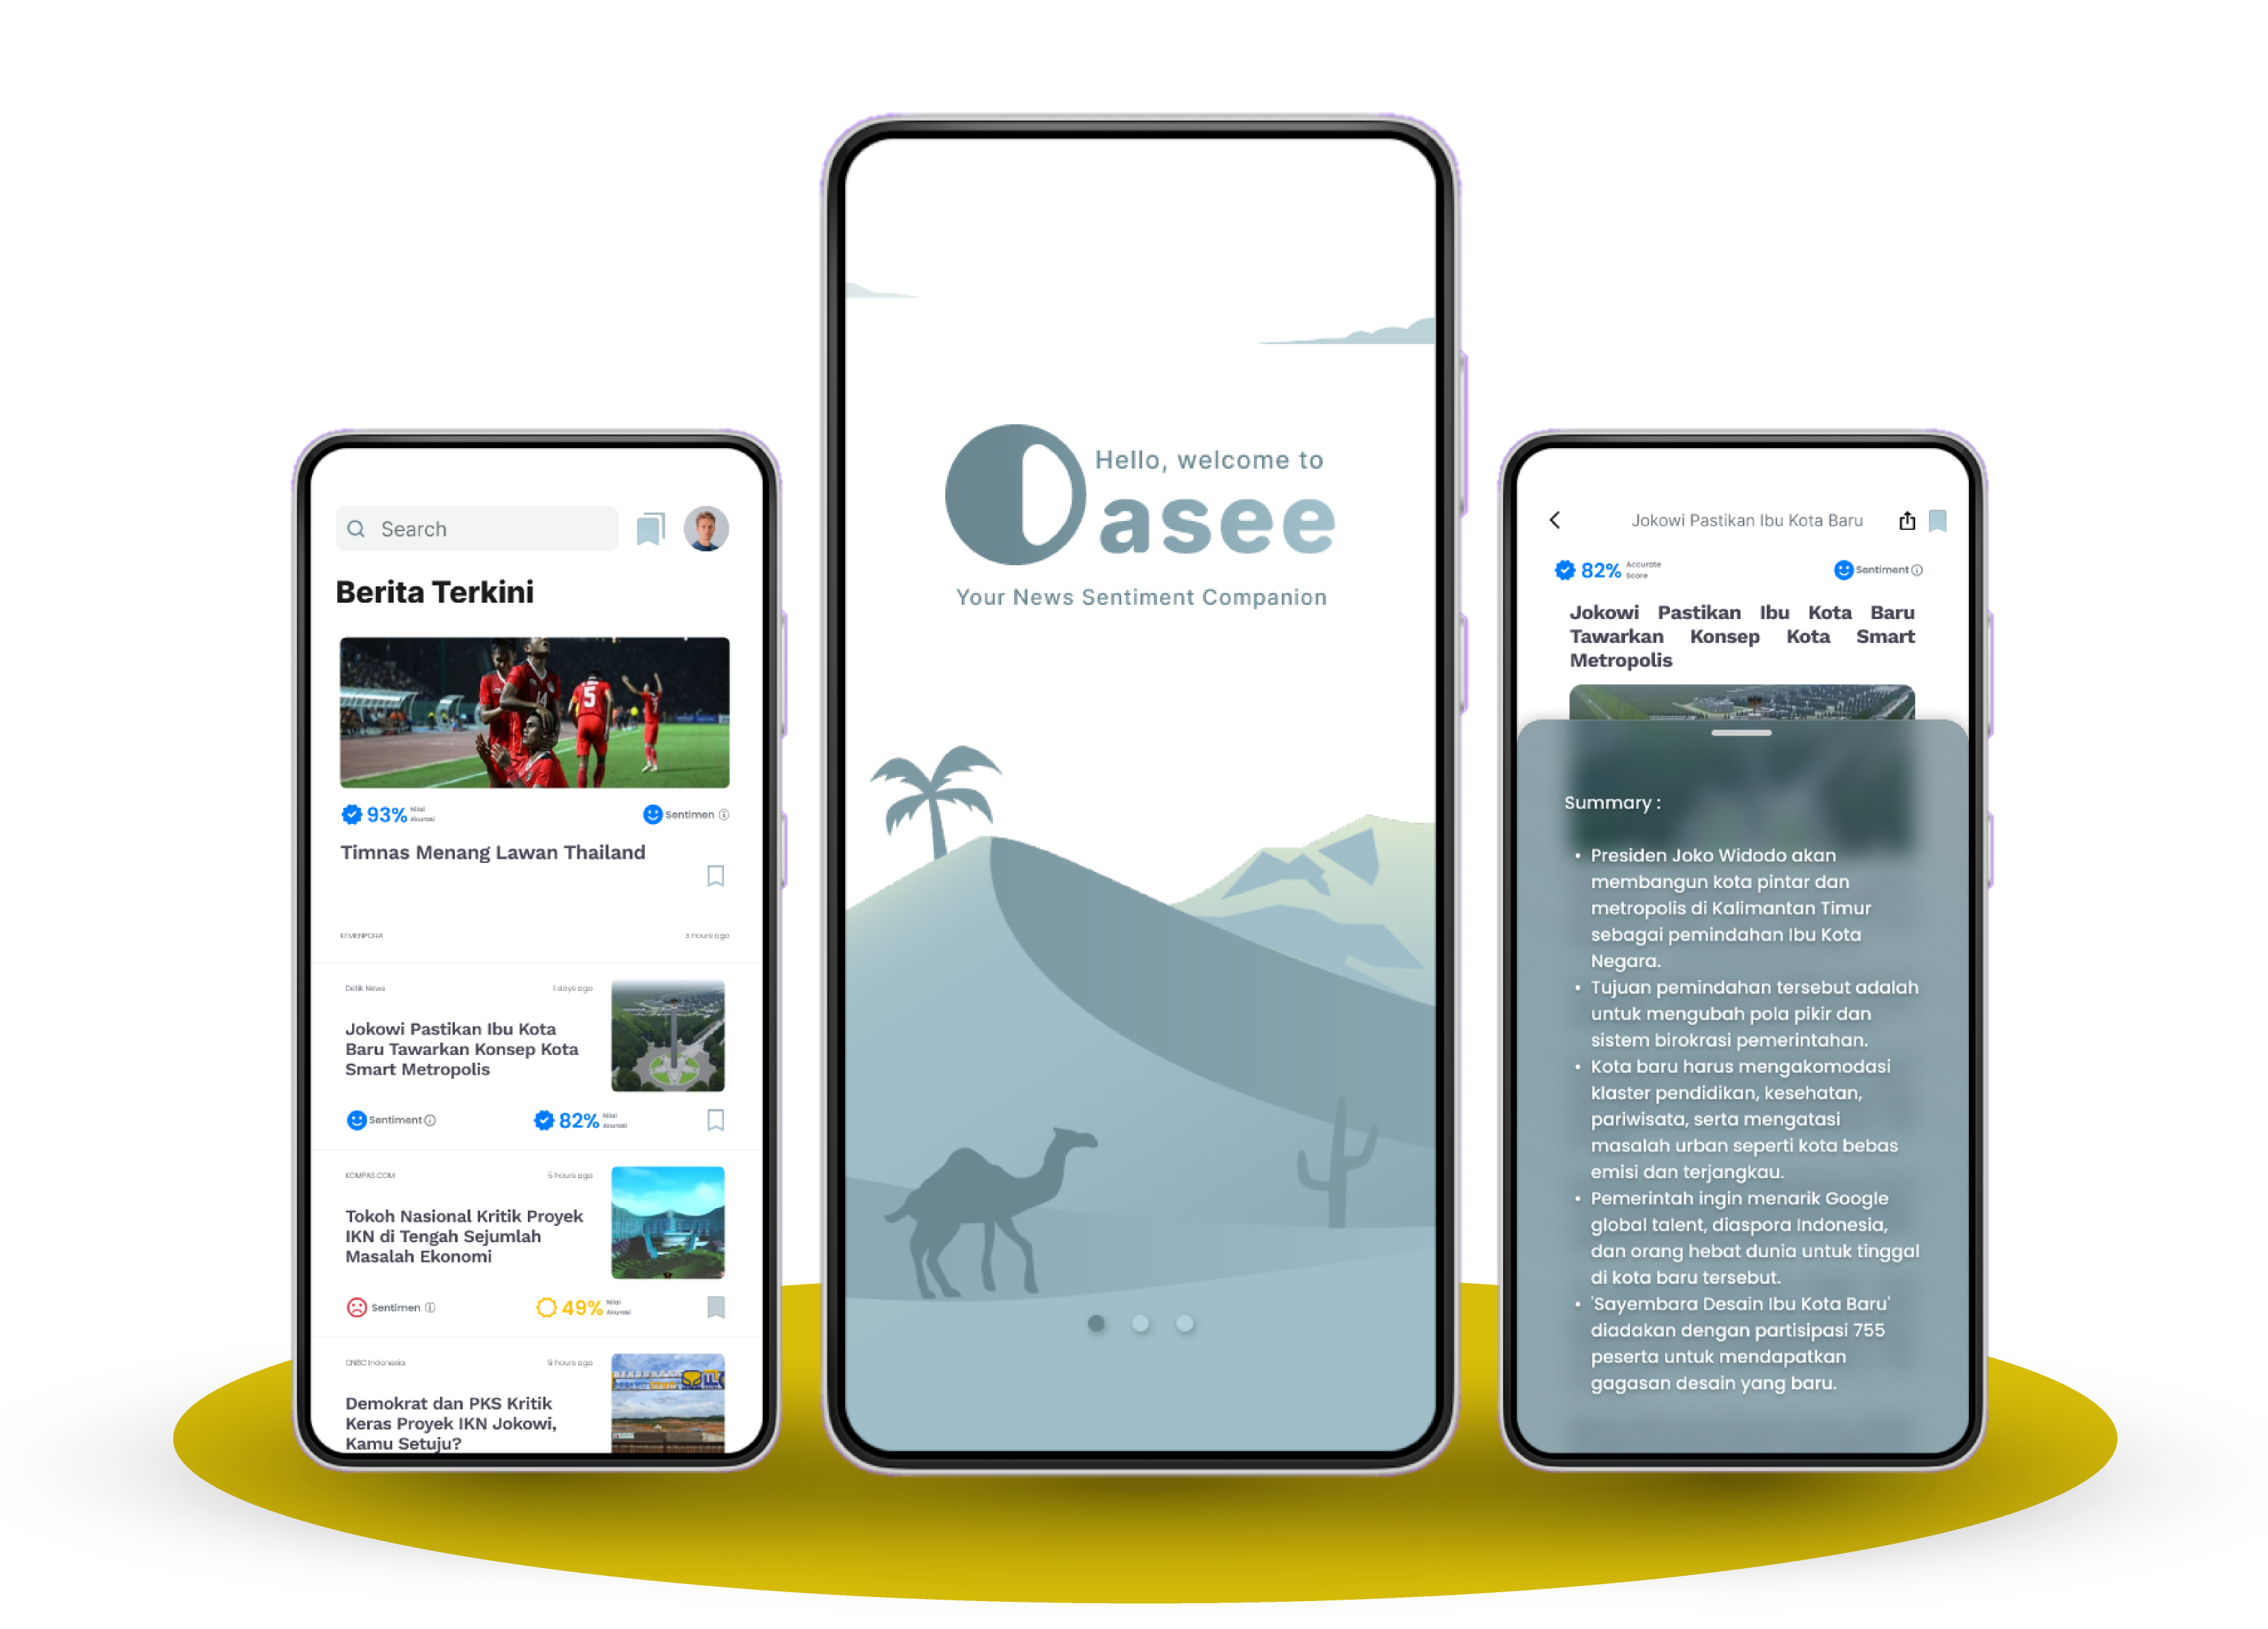 Search
Berita Terkini
5
14
93%
Nilai
Akurasi
Sentimen
Timnas Menang Lawan Thailand
KEMENPORA
3 hours ago
Detik News
1 days ago
Jokowi Pastikan Ibu Kota
Baru Tawarkan Konsep Kota
Smart Metropolis
Sentiment
82%
Nilai
Akurasi
KOMPAS.COM
5 hours ago
Tokoh Nasional Kritik Proyek
IKN di Tengah Sejumlah
Masalah Ekonomi
Sentimen
49%
Nilai
Akurasi
CNBC Indonesia
9 hours ago
Demokrat dan PKS Kritik
Keras Proyek IKN Jokowi,
Kamu Setuju?
Hello, welcome to
Oasee
Your News Sentiment Companion
Jokowi Pastikan Ibu Kota Baru
82%
Accurate
Score
Sentiment
Jokowi Pastikan Ibu Kota Baru
Tawarkan Konsep Kota Smart
Metropolis
Summary :
• Presiden Joko Widodo akan
membangun kota pintar dan
metropolis di Kalimantan Timur
sebagai pemindahan Ibu Kota
Negara.
• Tujuan pemindahan tersebut adalah
untuk mengubah pola pikir dan
sistem birokrasi pemerintahan.
• Kota baru harus mengakomodasi
klaster pendidikan, kesehatan,
pariwisata, serta mengatasi
masalah urban seperti kota bebas
emisi dan terjangkau.
• Pemerintah ingin menarik Google
global talent, diaspora Indonesia,
dan orang hebat dunia untuk tinggal
di kota baru tersebut.
• 'Sayembara Desain Ibu Kota Baru'
diadakan dengan partisipasi 755
peserta untuk mendapatkan
gagasan desain yang baru.